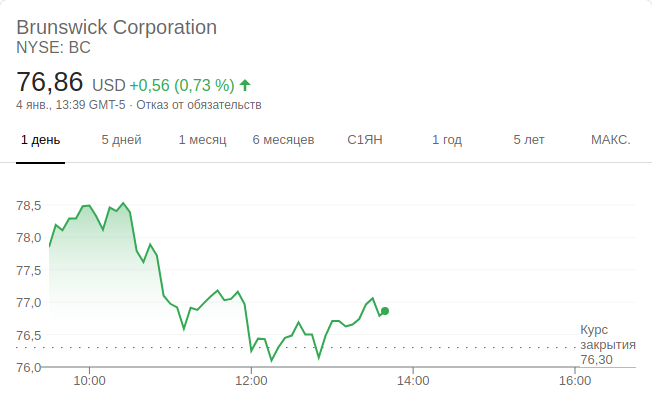 Brunswick Corporation
NYSE: BC
76,86 USD +0,56 (0,73 %)
4 янв., 13:39 GMT-5 · Отказ от обязательств
1 день 5 дней 1 месяц 6 месяцев С1ЯН 1 год 5 лет МАКС.
78,5
78,0
77,5
77,0
76,5
76,0
Курс
закрытия
76,30
10:00 12:00 14:00 16:00